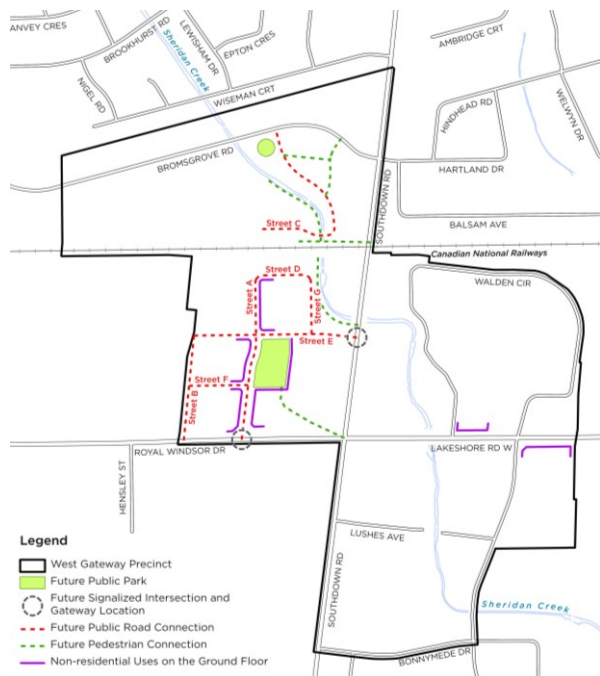 ANVEY CRES
BROOKHURST RD
LEWISHAM DR
Sheridan Creek
EPTON CRES
AMBRIDGE CRT
NIGEL RD
WISEMAN CRT
HINDHEAD RD
WELWYN DR
BROMSGROVE RD
HARTLAND DR
SOUTHDOWN RD
Street C
BALSAM AVE
Canadian National Railways
Street D
WALDEN CIR
Street A
Street G
Street E
Street F
Street B
ROYAL WINDSOR DR
LAKESHORE RD W
HENSLEY ST
LUSHES AVE
SOUTHDOWN RD
Sheridan Creek
BONNYMEDE DR
Legend
West Gateway Precinct
Future Public Park
Future Signalized Intersection and
Gateway Location
Future Public Road Connection
Future Pedestrian Connection
Non-residential Uses on the Ground Floor